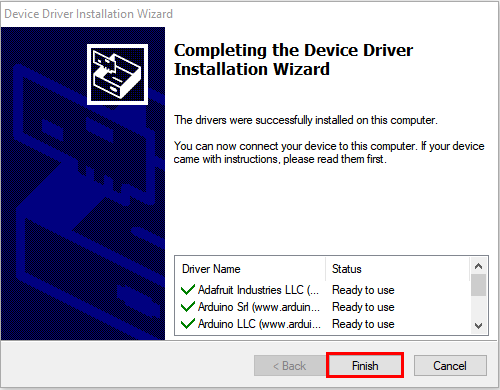 Device Driver Installation Wizard
Completing the Device Driver
Installation Wizard
The drivers were successfully installed on this computer.
You can now connect your device to this computer. If your device
came with instructions, please read them first.
Driver Name Status
Adafruit Industries LLC (... Ready to use
Arduino Srl (www.arduin... Ready to use
Arduino LLC (www.ardui... Ready to use
< Back Finish Cancel